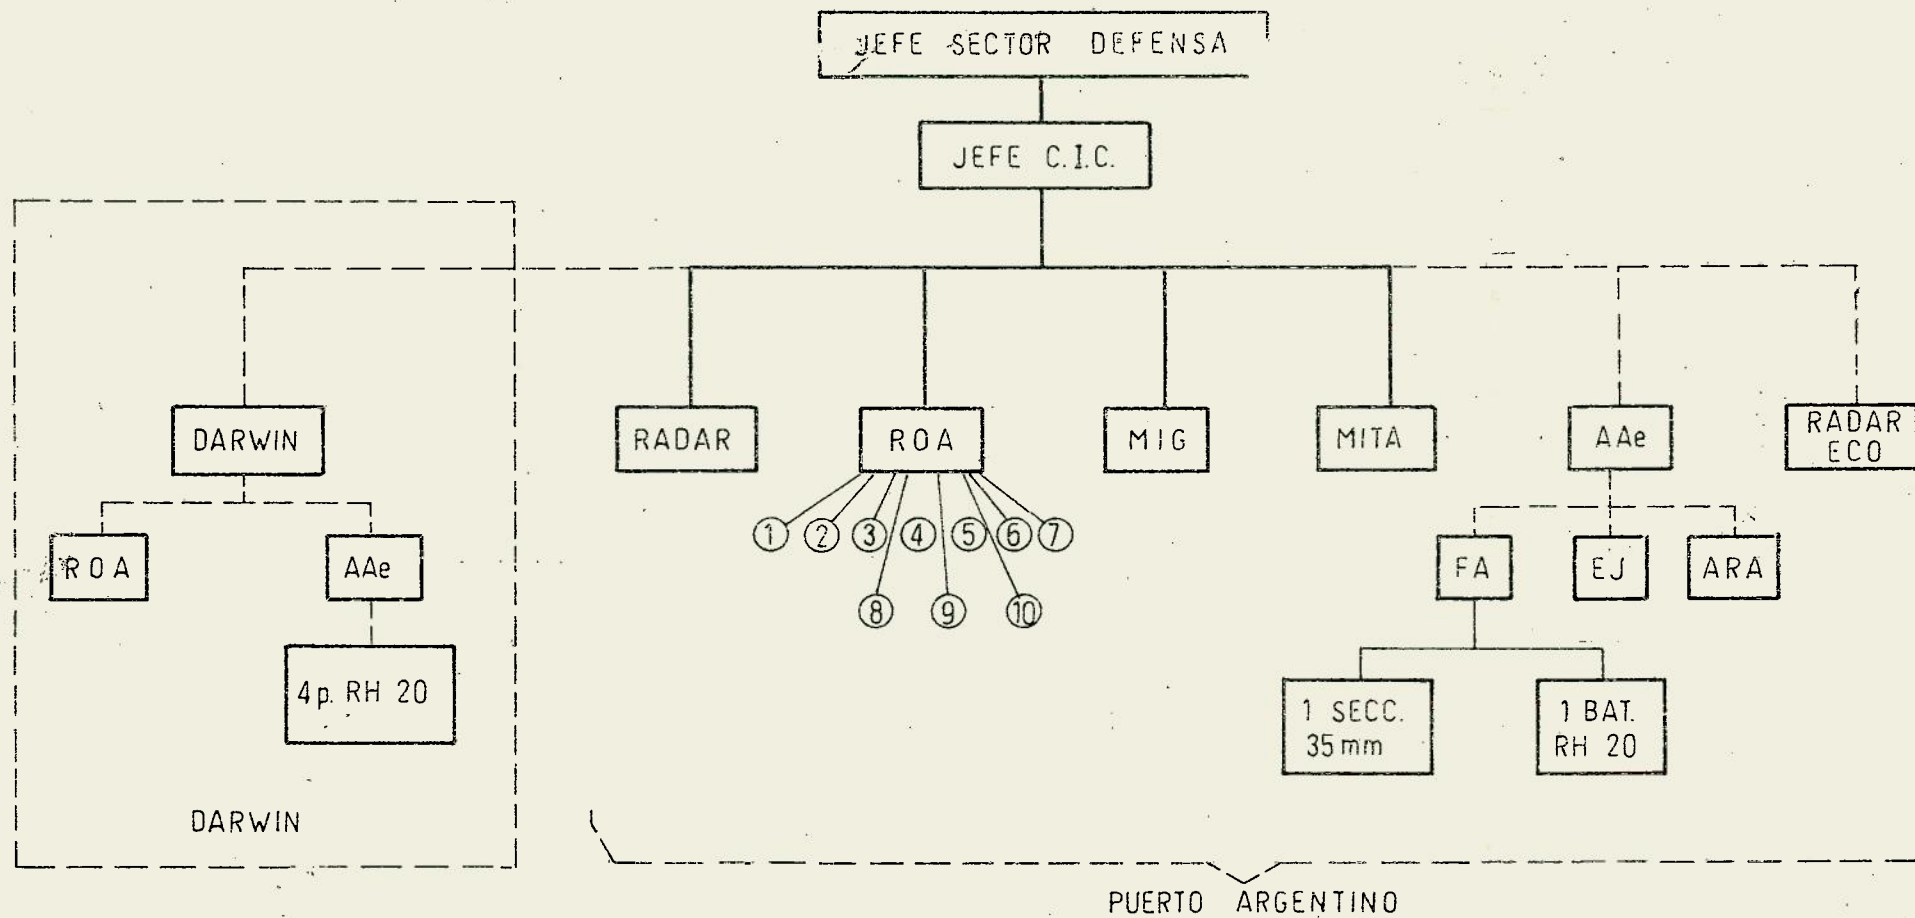 JEFE SECTOR DEFENSA
JEFE C.I.C.
DARWIN
RADAR
ROA
MIG
MITA
AAe
RADAR
ECO
1
2
3
4
5
6
7
8
9
10
ROA
AAe
FA
EJ
ARA
4p. RH 20
1 SECC.
35mm
1 BAT.
RH 20
DARWIN
PUERTO ARGENTINO